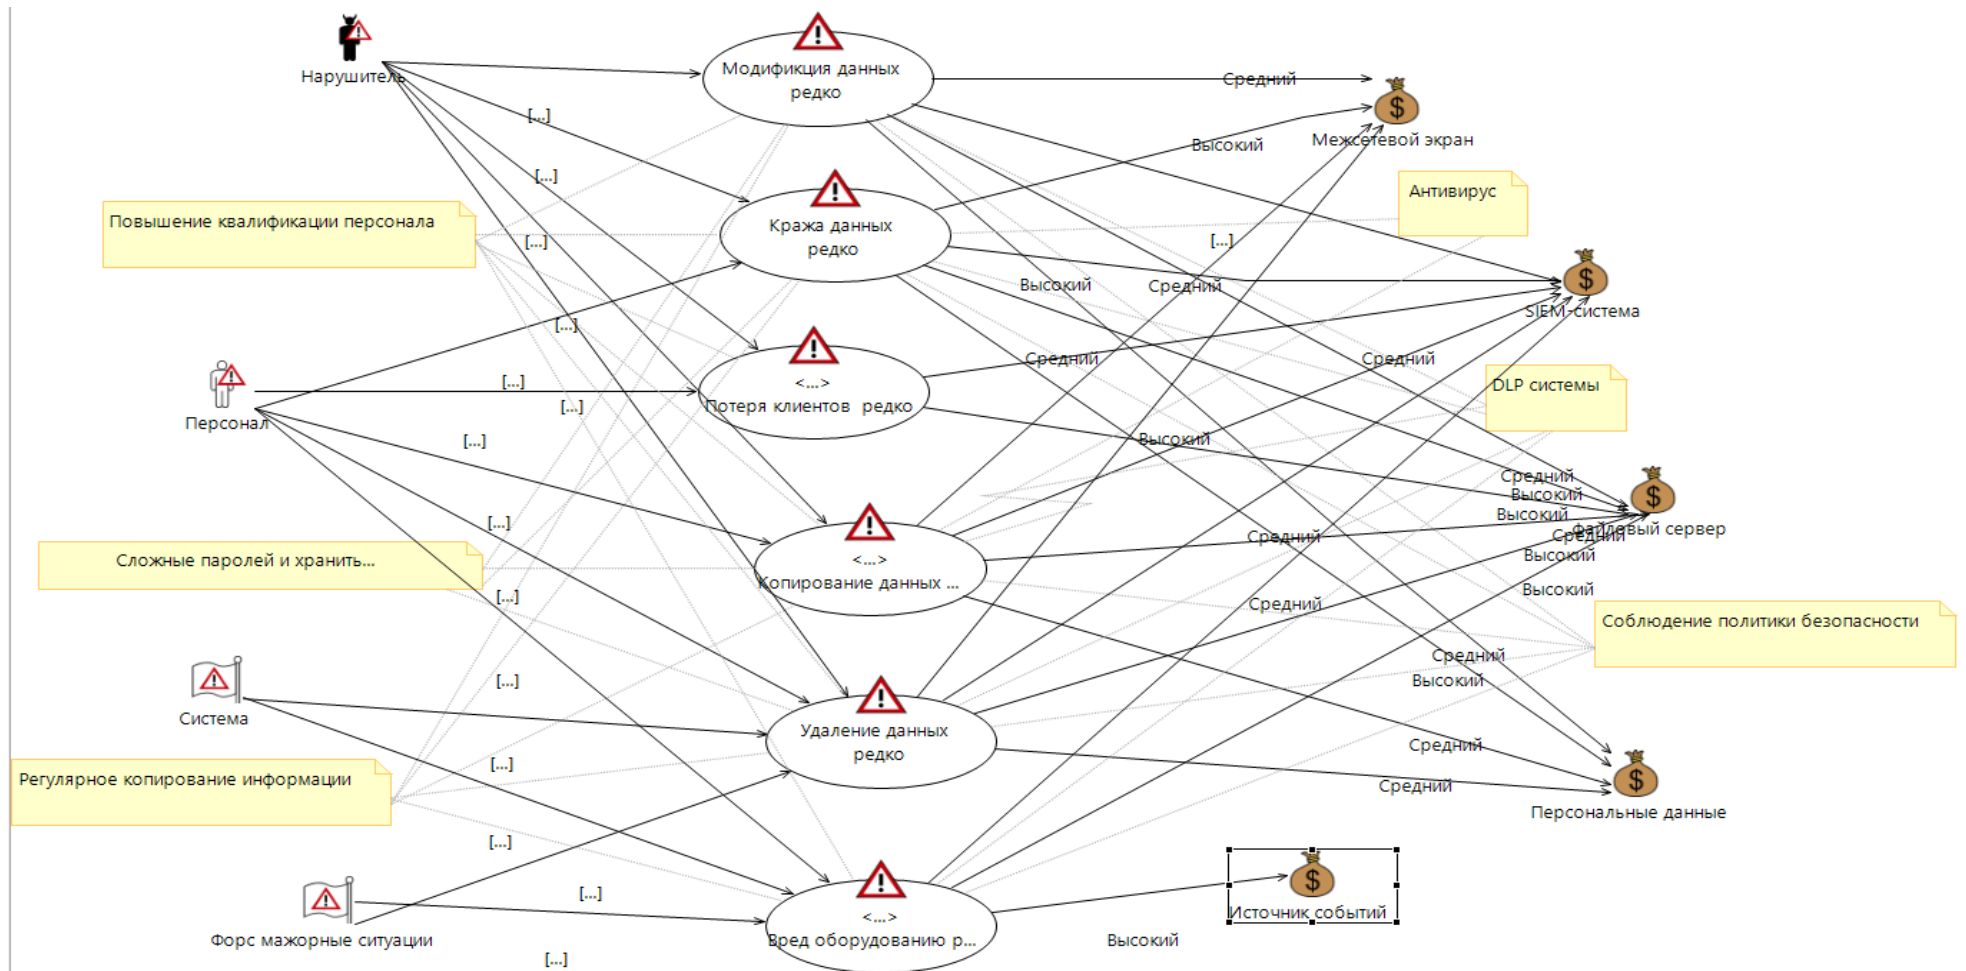 Нарушитель
Модификция данных
редко
Средний
Межсетевой экран
[...]
Высокий
[...]
Антивирус
Повышение квалификации персонала
Кража данных
редко
[...]
[...]
Высокий
Средний
SIEM-система
[...]
Средний
Средний
DLP системы
[...]
<...>
Потеря клиентов редко
[...]
Персонал
[...]
Высокий
Средний
Высокий
Высокий
Файловый сервер
Средний
Средний
Высокий
[...]
Сложные паролей и хранить...
<...>
Копирование данных ...
Высокий
[...]
Средний
Соблюдение политики безопасности
Средний
Высокий
[...]
Система
Удаление данных
редко
Средний
[...]
Регулярное копирование информации
Средний
Персональные данные
[...]
[...]
<...>
Вред оборудованию р...
Источник событий
Форс мажорные ситуации
Высокий
[...]